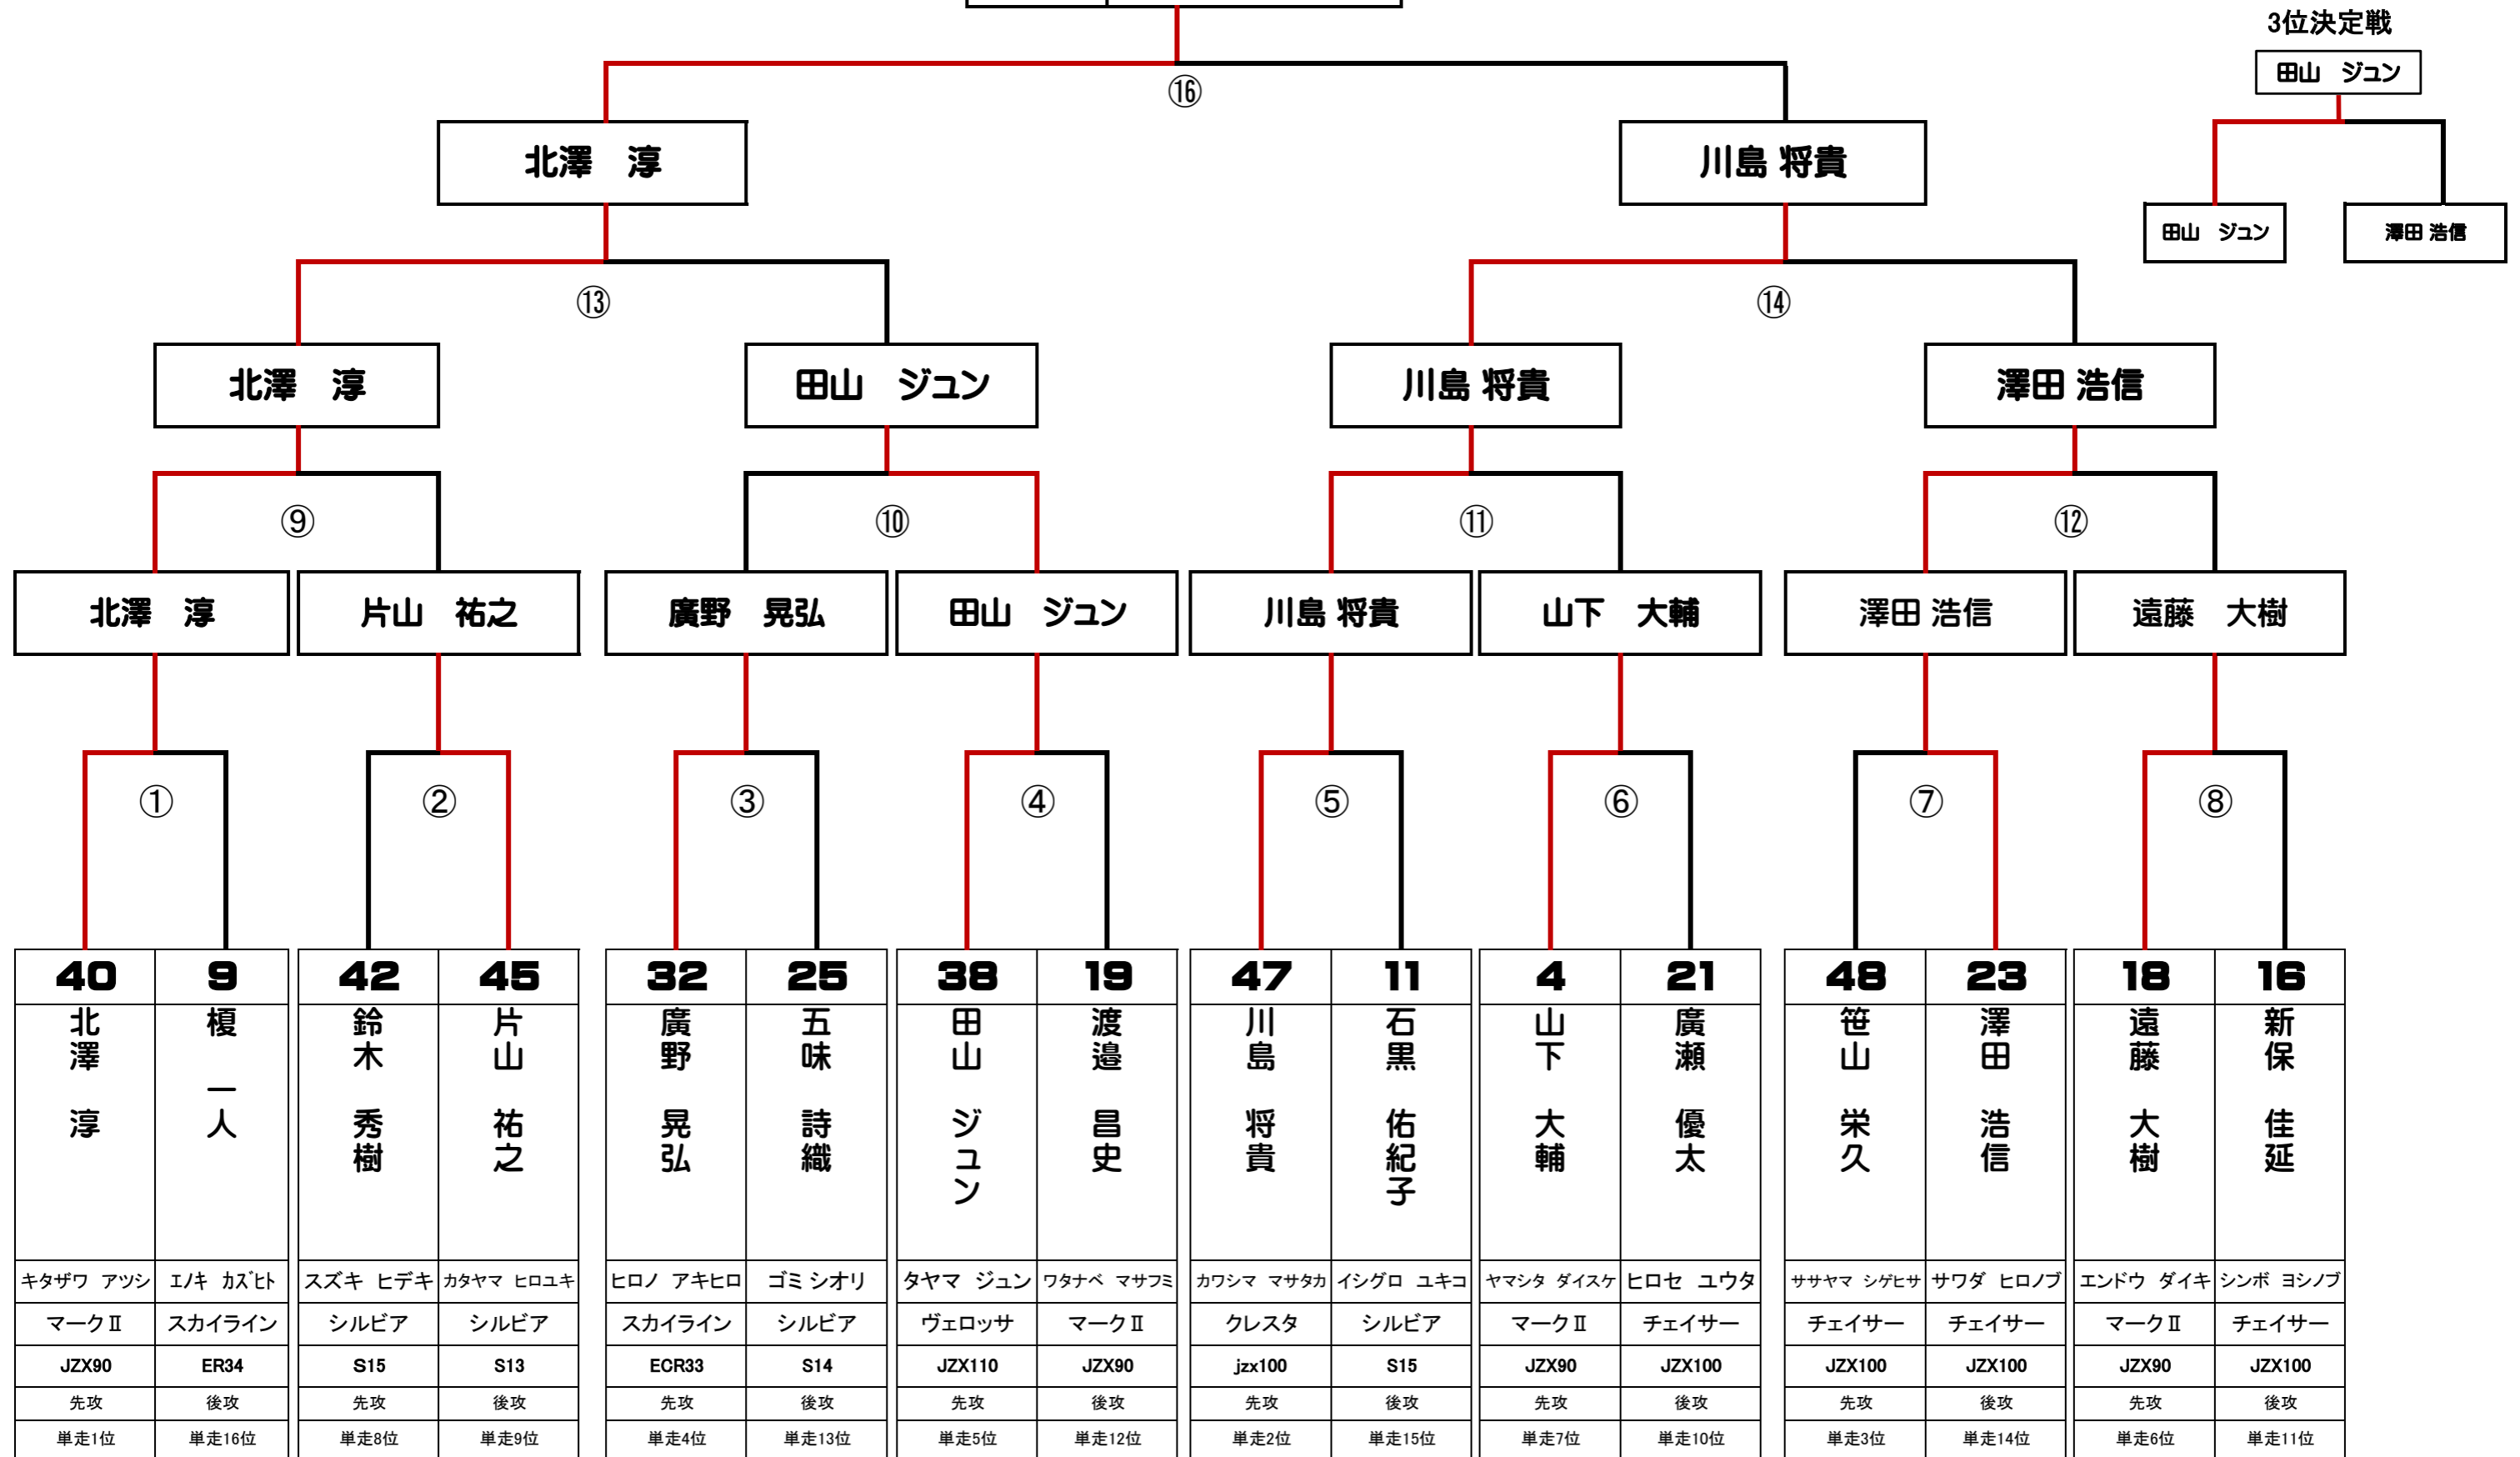 3位決定戦
田山　ジュン
⑯
北澤　淳
川島 将貴
田山　ジュン
澤田 浩信
⑬
⑭
北澤　淳
田山　ジュン
川島 将貴
澤田 浩信
⑨
⑩
⑪
⑫
北澤　淳
片山　祐之
廣野　晃弘
田山　ジュン
川島 将貴
山下　大輔
澤田 浩信
遠藤　大樹
①
②
③
④
⑤
⑥
⑦
⑧
40 9 42 45 32 25 38 19 47 11 4 21 48 23 18 16
北澤　淳
榎　一人
鈴木　秀樹
片山　祐之
廣野　晃弘
五味　詩織
田山　ジュン
渡邉　昌史
川島　将貴
石黒　佑紀子
山下　大輔
廣瀬　優太
笹山　栄久
澤田　浩信
遠藤　大樹
新保　佳延
キタザワ　アツシ ｴﾉｷ ｶｽﾞﾋﾄ スズキ ヒデキ カタヤマ ヒロユキ ヒロノ アキヒロ ゴミ シオリ タヤマ ジュン ワタナベ マサフミ カワシマ マサタカ イシグロ ユキコ ヤマシタ ダイスケ ヒロセ ユウタ ササヤマ シゲヒサ サワダ ヒロノブ エンドウ ダイキ シンボ ヨシノブ
マークⅡ スカイライン シルビア シルビア スカイライン シルビア ヴェロッサ マークⅡ クレスタ シルビア マークⅡ チェイサー チェイサー チェイサー マークⅡ チェイサー
JZX90 ER34 S15 S13 ECR33 S14 JZX110 JZX90 jzx100 S15 JZX90 JZX100 JZX100 JZX100 JZX90 JZX100
先攻 後攻 先攻 後攻 先攻 後攻 先攻 後攻 先攻 後攻 先攻 後攻 先攻 後攻 先攻 後攻
単走1位 単走16位 単走8位 単走9位 単走4位 単走13位 単走5位 単走12位 単走2位 単走15位 単走7位 単走10位 単走3位 単走14位 単走6位 単走11位